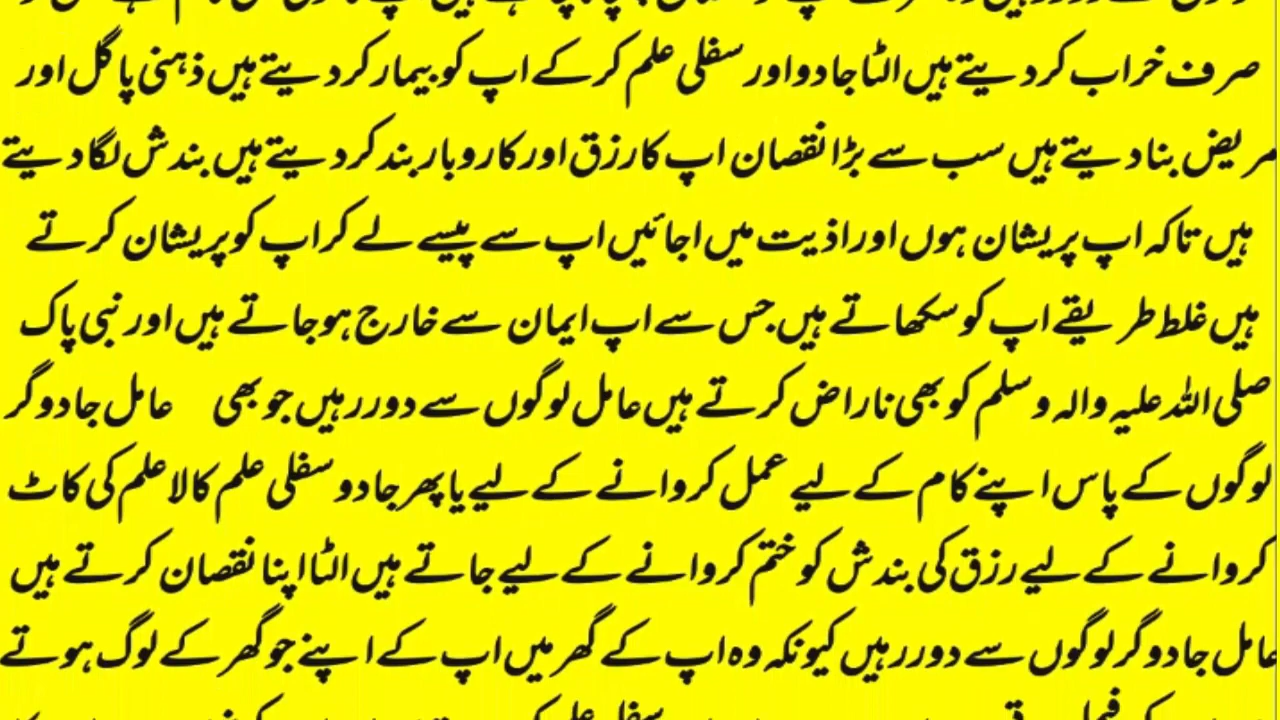 صرف خراب کر دیتے ہیں الٹا جادو اور سفلی علم کر کے اپ کو بیمار کر دیتے ہیں ذہنی پاگل اور
مریض بنا دیتے ہیں سب سے بڑا نقصان اپ کا رزق اور کاروبار بند کر دیتے ہیں بندش لگا دیتے
ہیں تاکہ اپ پریشان ہوں اور اذیت میں اجائیں اپ سے پیسے لے کر اپ کو پریشان کرتے
ہیں غلط طریقے اپ کو سکھاتے ہیں جس سے اپ ایمان سے خارج ہو جاتے ہیں اور نبی پاک
صلی اللہ علیہ والہ وسلم کو بھی ناراض کرتے ہیں عامل لوگوں سے دور رہیں جو بھی عامل جادوگر
لوگوں کے پاس اپنے کام کے لیے عمل کروانے کے لیے یا پھر جادو سفلی علم کالا علم کی کاٹ
کروانے کے لیے رزق کی بندش کو ختم کروانے کے لیے جاتے ہیں الٹا اپنا نقصان کرتے ہیں
عامل جادوگر لوگوں سے دور رہیں کیونکہ وہ اپ کے گھر میں اپ کے اپنے جو گھر کے لوگ ہوتے